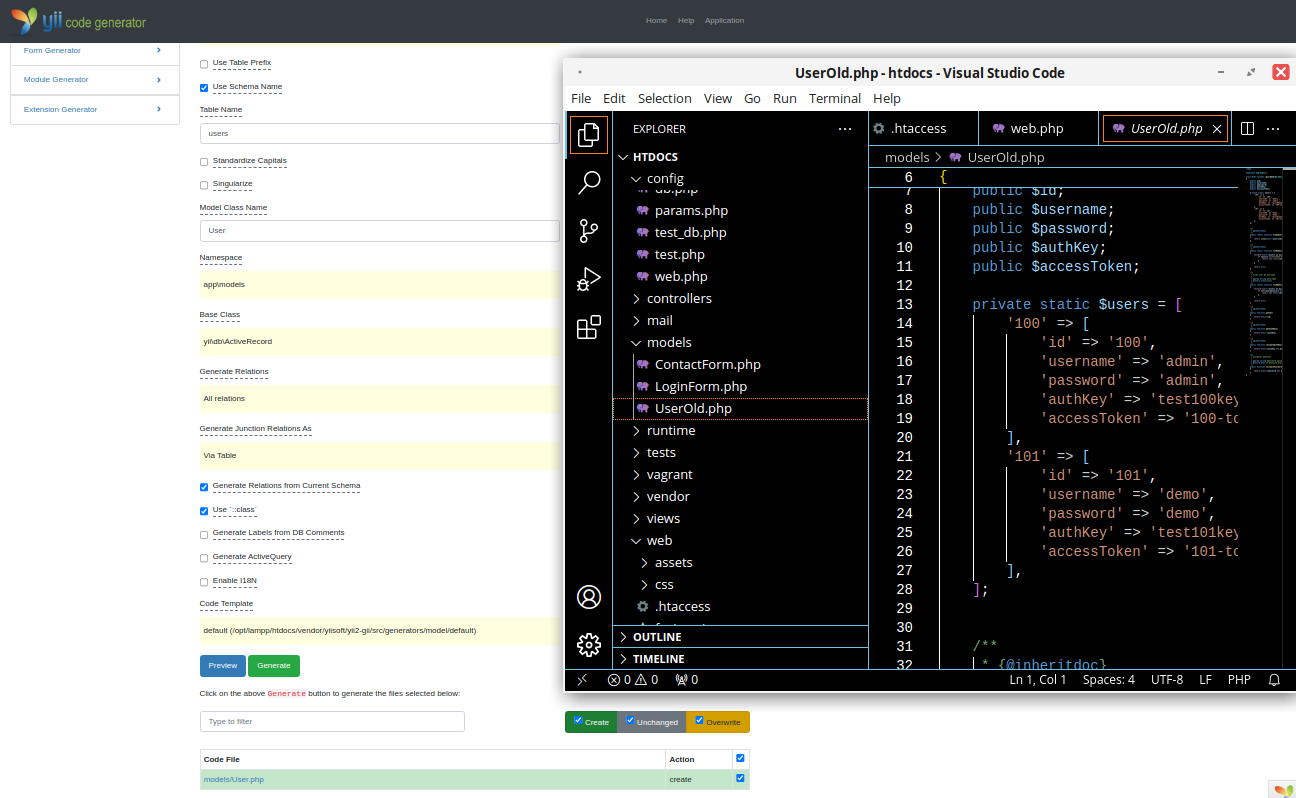 yii code generator
Home Help Application
Form Generator
Module Generator
Extension Generator
Use Table Prefix
Use Schema Name
Table Name
users
Standardize Capitals
Singularize
Model Class Name
User
Namespace
app\models
Base Class
yii\db\ActiveRecord
Generate Relations
All relations
Generate Junction Relations As
Via Table
Generate Relations from Current Schema
Use `::class`
Generate Labels from DB Comments
Generate ActiveQuery
Enable I18N
Code Template
default (/opt/lampp/htdocs/vendor/yiisoft/yii2-gii/src/generators/model/default)
Preview Generate
Click on the above Generate button to generate the files selected below:
Type to filter
Create Unchanged Overwrite
Code File Action
models/User.php create
UserOld.php - htdocs - Visual Studio Code
File Edit Selection View Go Run Terminal Help
EXPLORER
HTDOCS
config
db.php
params.php
test_db.php
test.php
web.php
controllers
mail
models
ContactForm.php
LoginForm.php
UserOld.php
runtime
tests
vagrant
vendor
views
web
assets
css
.htaccess
OUTLINE
TIMELINE
.htaccess web.php UserOld.php
models > UserOld.php
6 {
7 public $id;
8 public $username;
9 public $password;
10 public $authKey;
11 public $accessToken;
12
13 private static $users = [
14 '100' => [
15 'id' => '100',
16 'username' => 'admin',
17 'password' => 'admin',
18 'authKey' => 'test100key
19 'accessToken' => '100-to
20 ],
21 '101' => [
22 'id' => '101',
23 'username' => 'demo',
24 'password' => 'demo',
25 'authKey' => 'test101key
26 'accessToken' => '101-to
27 ],
28 ];
29
30
31 /**
32 * {@inheritdoc}
0 0 0 Ln 1, Col 1 Spaces: 4 UTF-8 LF PHP